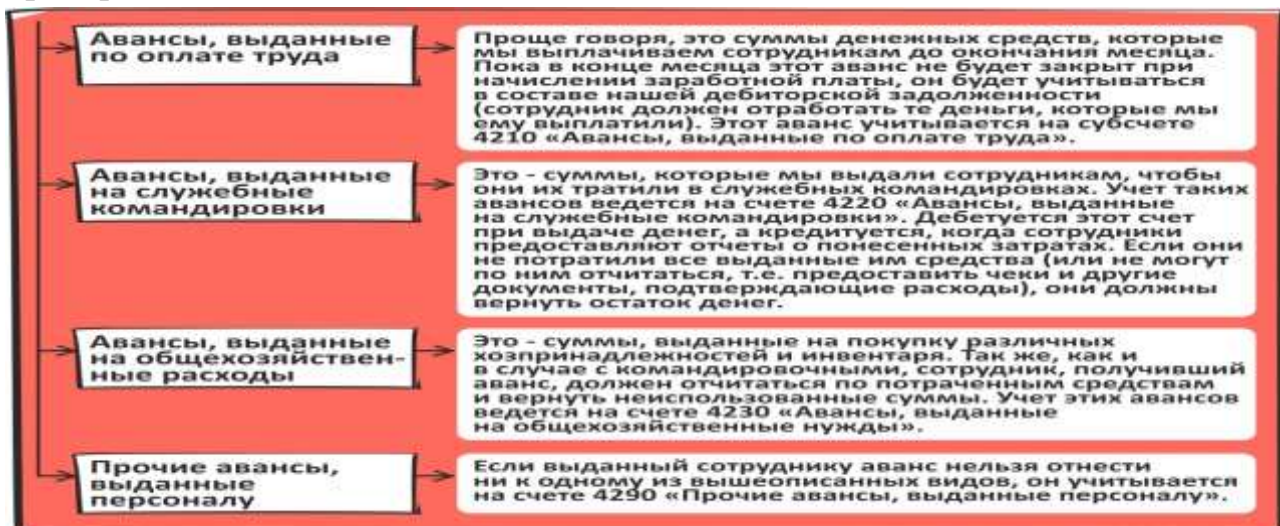 Авансы, выданные
по оплате труда
Проще говоря, это суммы денежных средств, которые
мы выплачиваем сотрудникам до окончания месяца.
Пока в конце месяца этот аванс не будет закрыт при
начислении заработной платы, он будет учитываться
в составе нашей дебиторской задолженности
(сотрудник должен отработать те деньги, которые мы
ему выплатили). Этот аванс учитывается на субсчете
4210 «Авансы, выданные по оплате труда».
Авансы, выданные
на служебные
командировки
Это - суммы, которые мы выдали сотрудникам, чтобы
они их тратили в служебных командировках. Учет таких
авансов ведется на счете 4220 «Авансы, выданные
на служебные командировки». Дебетуется этот счет
при выдаче денег, а кредитуется, когда сотрудники
предоставляют отчеты о понесенных затратах. Если они
не потратили все выданные им средства (или не могут
по ним отчитаться, т.е. предоставить чеки и другие
документы, подтверждающие расходы), они должны
вернуть остаток денег.
Авансы, выданные
на общехозяйствен-
ные расходы
Это - суммы, выданные на покупку различных
хозпринадлежностей и инвентаря. Так же, как и
в случае с командировочными, сотрудник, получивший
аванс, должен отчитаться по потраченным средствам
и вернуть неиспользованные суммы. Учет этих авансов
ведется на счете 4230 «Авансы, выданные
на общехозяйственные нужды».
Прочие авансы,
выданные
персоналу
Если выданный сотруднику аванс нельзя отнести
ни к одному из вышеописанных видов, он учитывается
на счете 4290 «Прочие авансы, выданные персоналу».